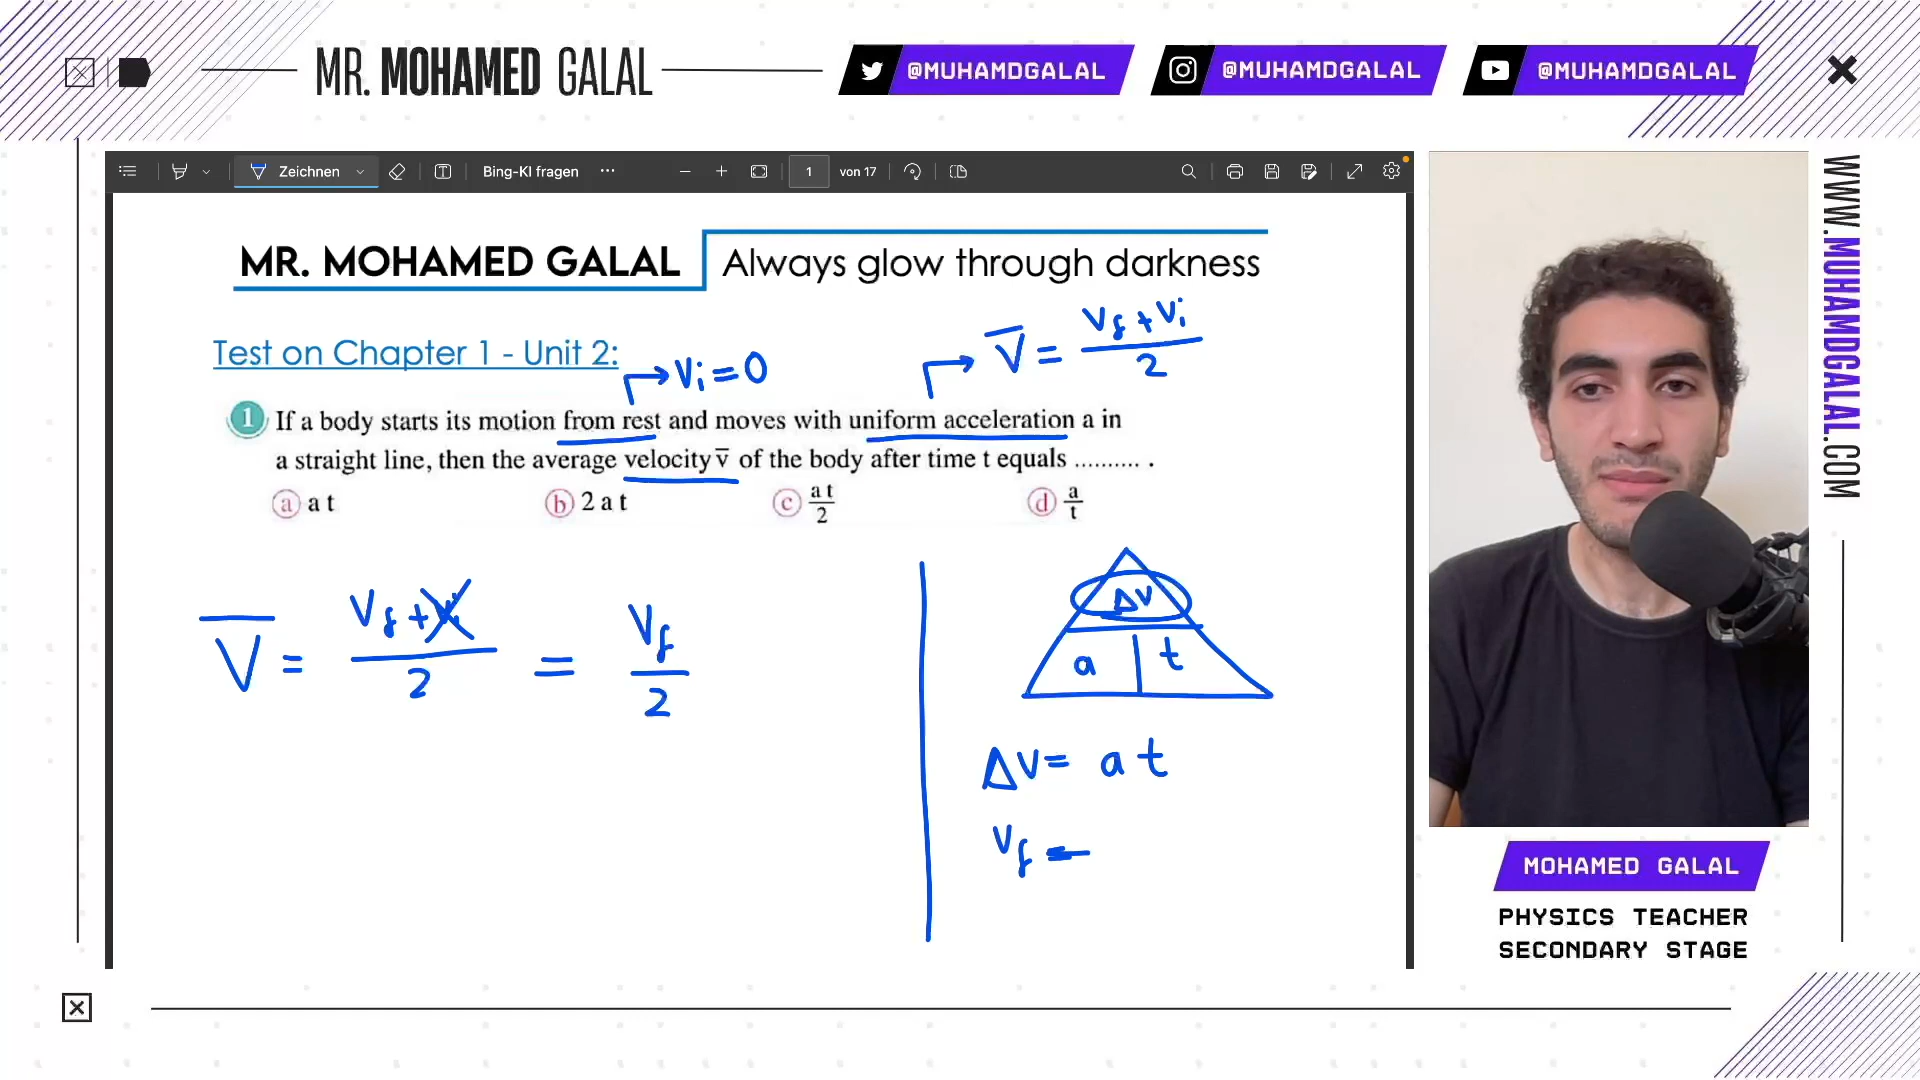 MR. MOHAMED GALAL
@MUHAMDGALAL
@MUHAMDGALAL
@MUHAMDGALAL
Zeichnen
Bing-KI fragen
1
von 17
MR. MOHAMED GALAL
Always glow through darkness
V̅ = (Vf + Vi)/2
Test on Chapter 1 - Unit 2:
Vi = 0
1 If a body starts its motion from rest and moves with uniform acceleration a in
a straight line, then the average velocity v̅ of the body after time t equals .......... .
a a t
b 2 a t
c a t/2
d a/t
V̅ = (Vf + Vi)/2 = Vf/2
ΔV
a t
ΔV = a t
Vf =
WWW.MUHAMDGALAL.COM
MOHAMED GALAL
PHYSICS TEACHER
SECONDARY STAGE